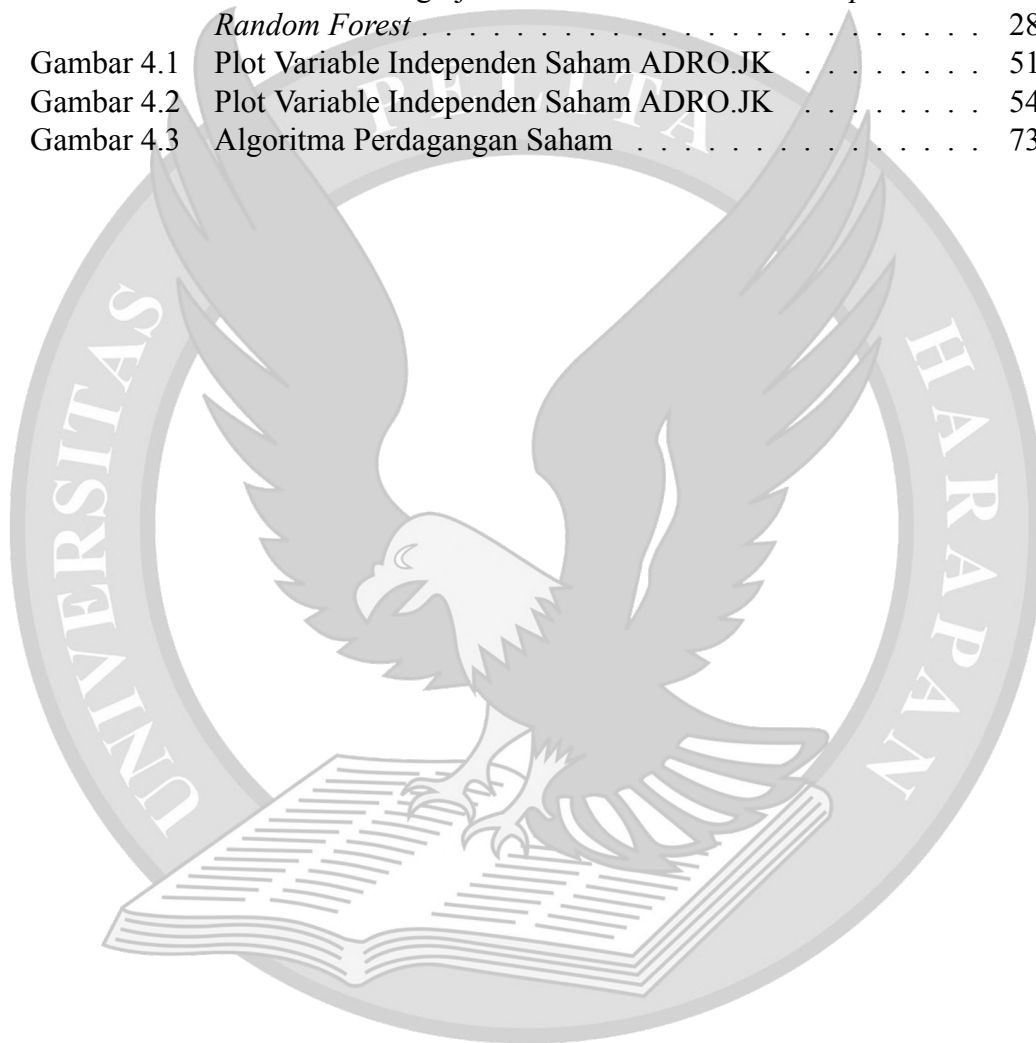 Random Forest . . . . . . . . . . . . . . . . . . . . . . . . 28
Gambar 4.1 Plot Variable Independen Saham ADRO.JK . . . . . . . . 51
Gambar 4.2 Plot Variable Independen Saham ADRO.JK . . . . . . . . 54
Gambar 4.3 Algoritma Perdagangan Saham . . . . . . . . . . . . . . . 73
UNIVERSITAS PELITA HARAPAN